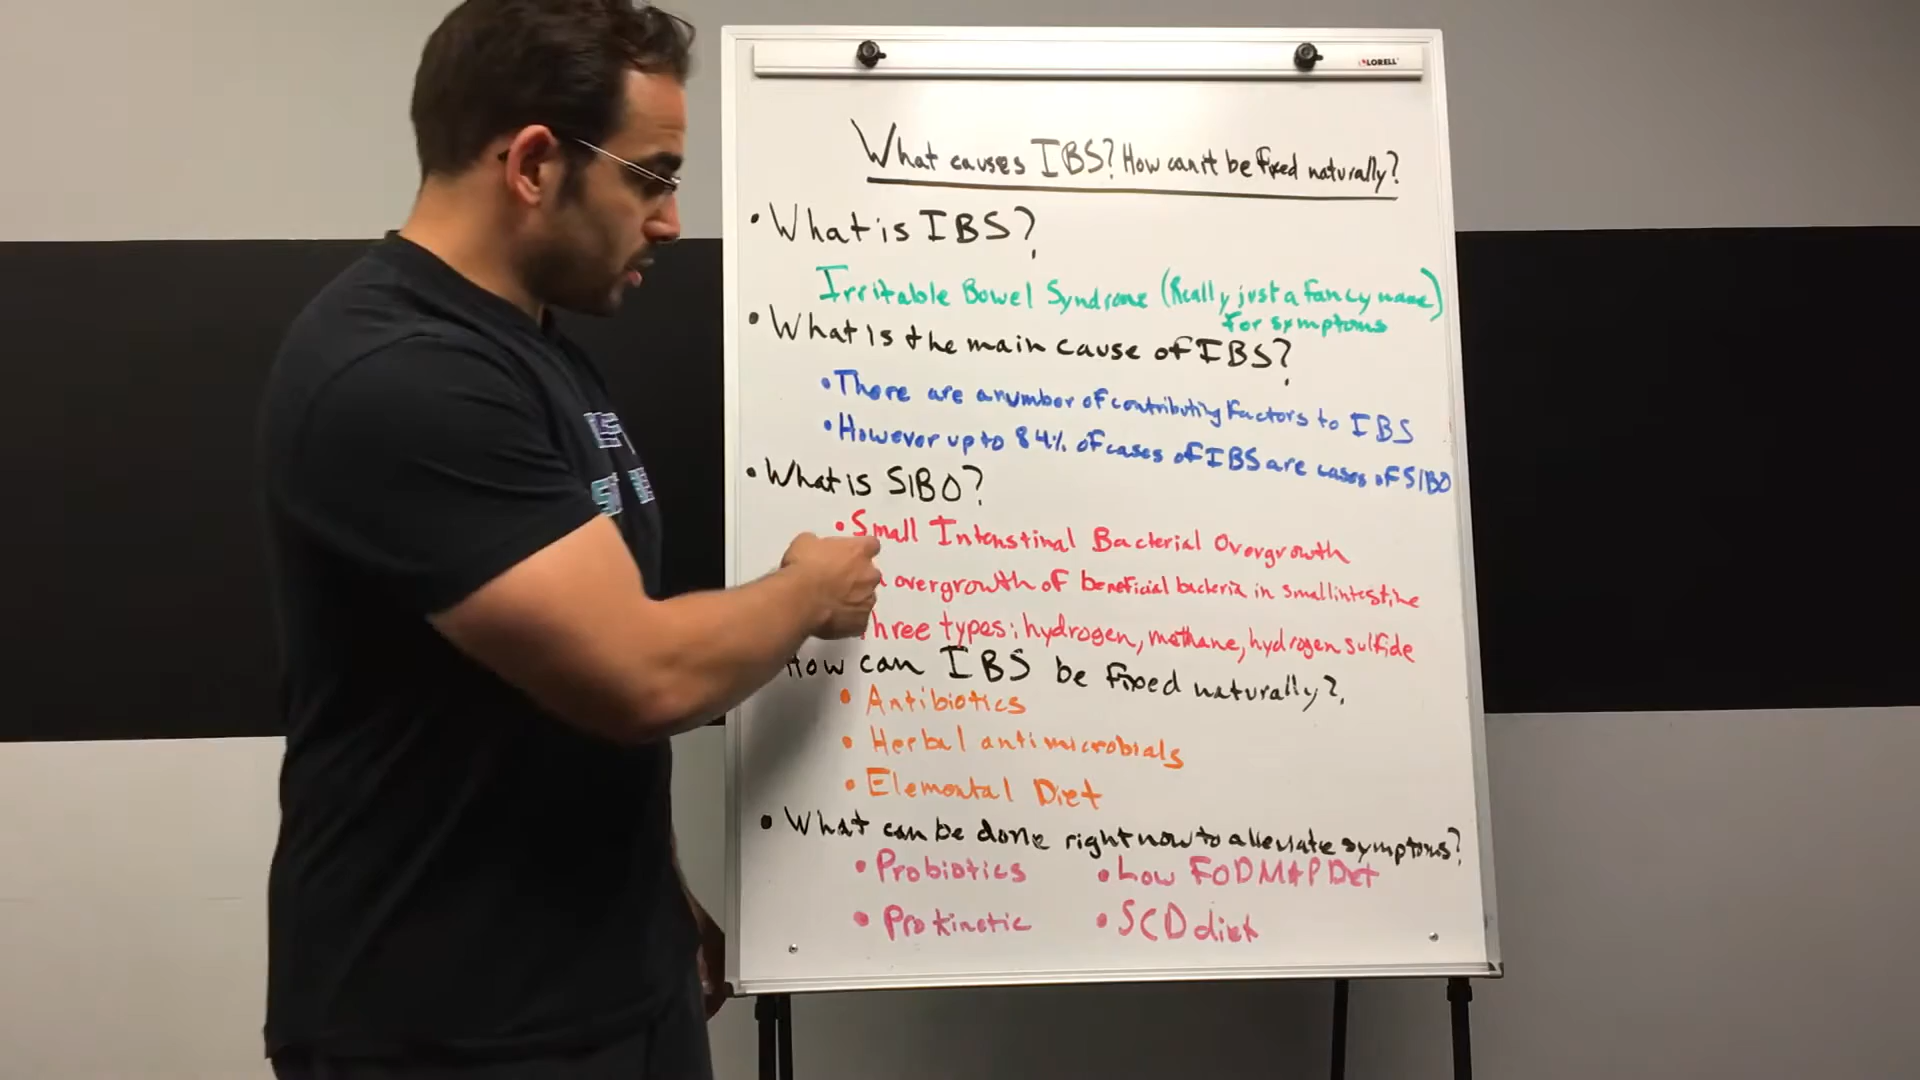 LORELL
What causes IBS? How can it be fixed naturally?
• What is IBS?
Irritable Bowel Syndrome (Really just a fancy name)
for symptoms
• What is the main cause of IBS?
• There are a number of contributing factors to IBS
• However up to 84% of cases of IBS are cases of SIBO
• What is SIBO?
• Small Intenstinal Bacterial Overgrowth
overgrowth of beneficial bacteria in small intestine
Three types: hydrogen, methane, hydrogen sulfide
How can IBS be fixed naturally?
• Antibiotics
• Herbal antimicrobials
• Elemental Diet
• What can be done right now to alleviate symptoms?
• Probiotics • Low FODMAP Diet
• Prokinetic • SCD diet